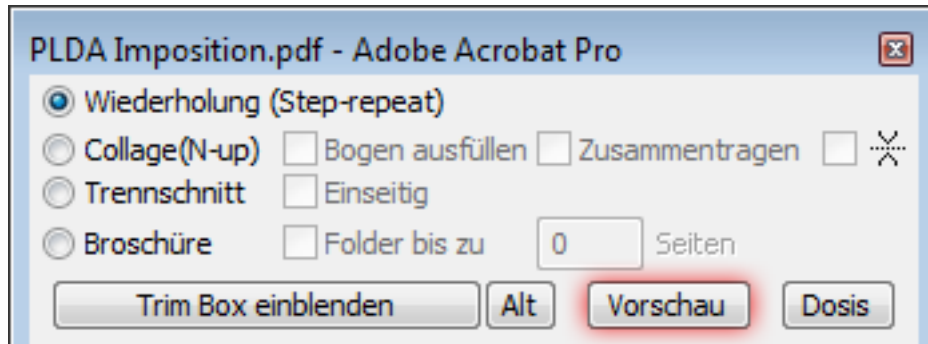 PLDA Imposition.pdf - Adobe Acrobat Pro
Wiederholung (Step-repeat)
Collage(N-up) Bogen ausfüllen Zusammentragen
Trennschnitt Einseitig
Broschüre Folder bis zu 0 Seiten
Trim Box einblenden Alt Vorschau Dosis